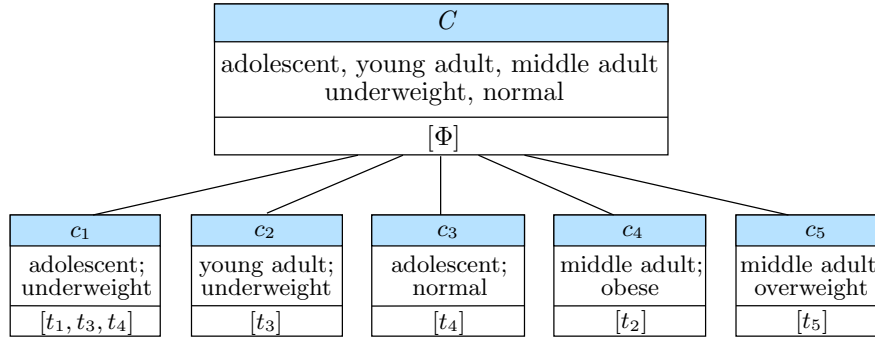 C
adolescent, young adult, middle adult
underweight, normal
[Φ]
c₁
adolescent;
underweight
[t₁, t₃, t₄]
c₂
young adult;
underweight
[t₃]
c₃
adolescent;
normal
[t₄]
c₄
middle adult;
obese
[t₂]
c₅
middle adult
overweight
[t₅]